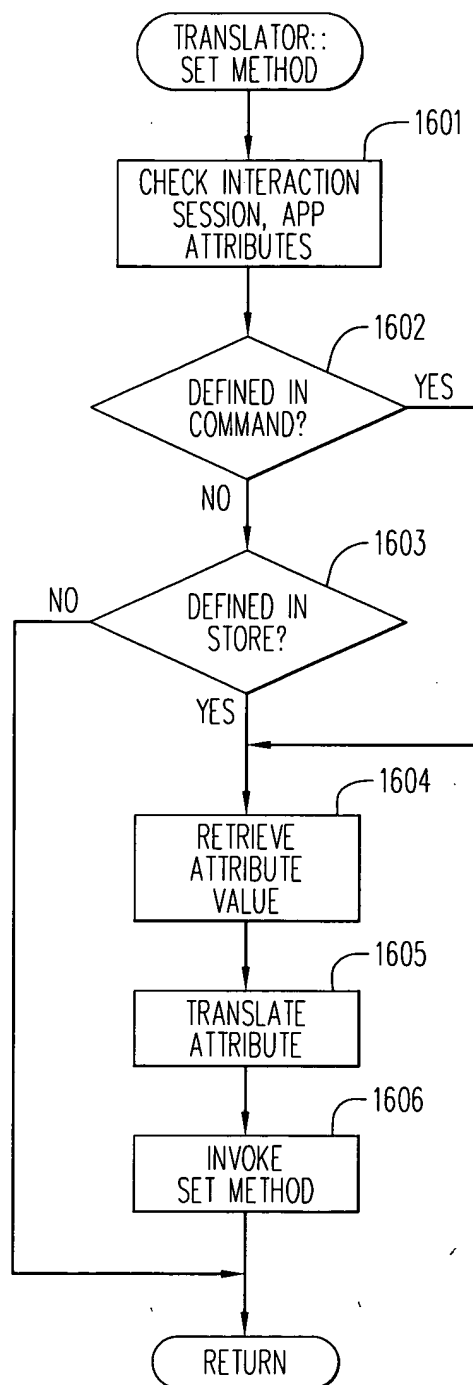 TRANSLATOR::
SET METHOD
1601
CHECK INTERACTION
SESSION, APP
ATTRIBUTES
1602
DEFINED IN
COMMAND?
YES
NO
1603
NO
DEFINED IN
STORE?
YES
1604
RETRIEVE
ATTRIBUTE
VALUE
1605
TRANSLATE
ATTRIBUTE
1606
INVOKE
SET METHOD
RETURN